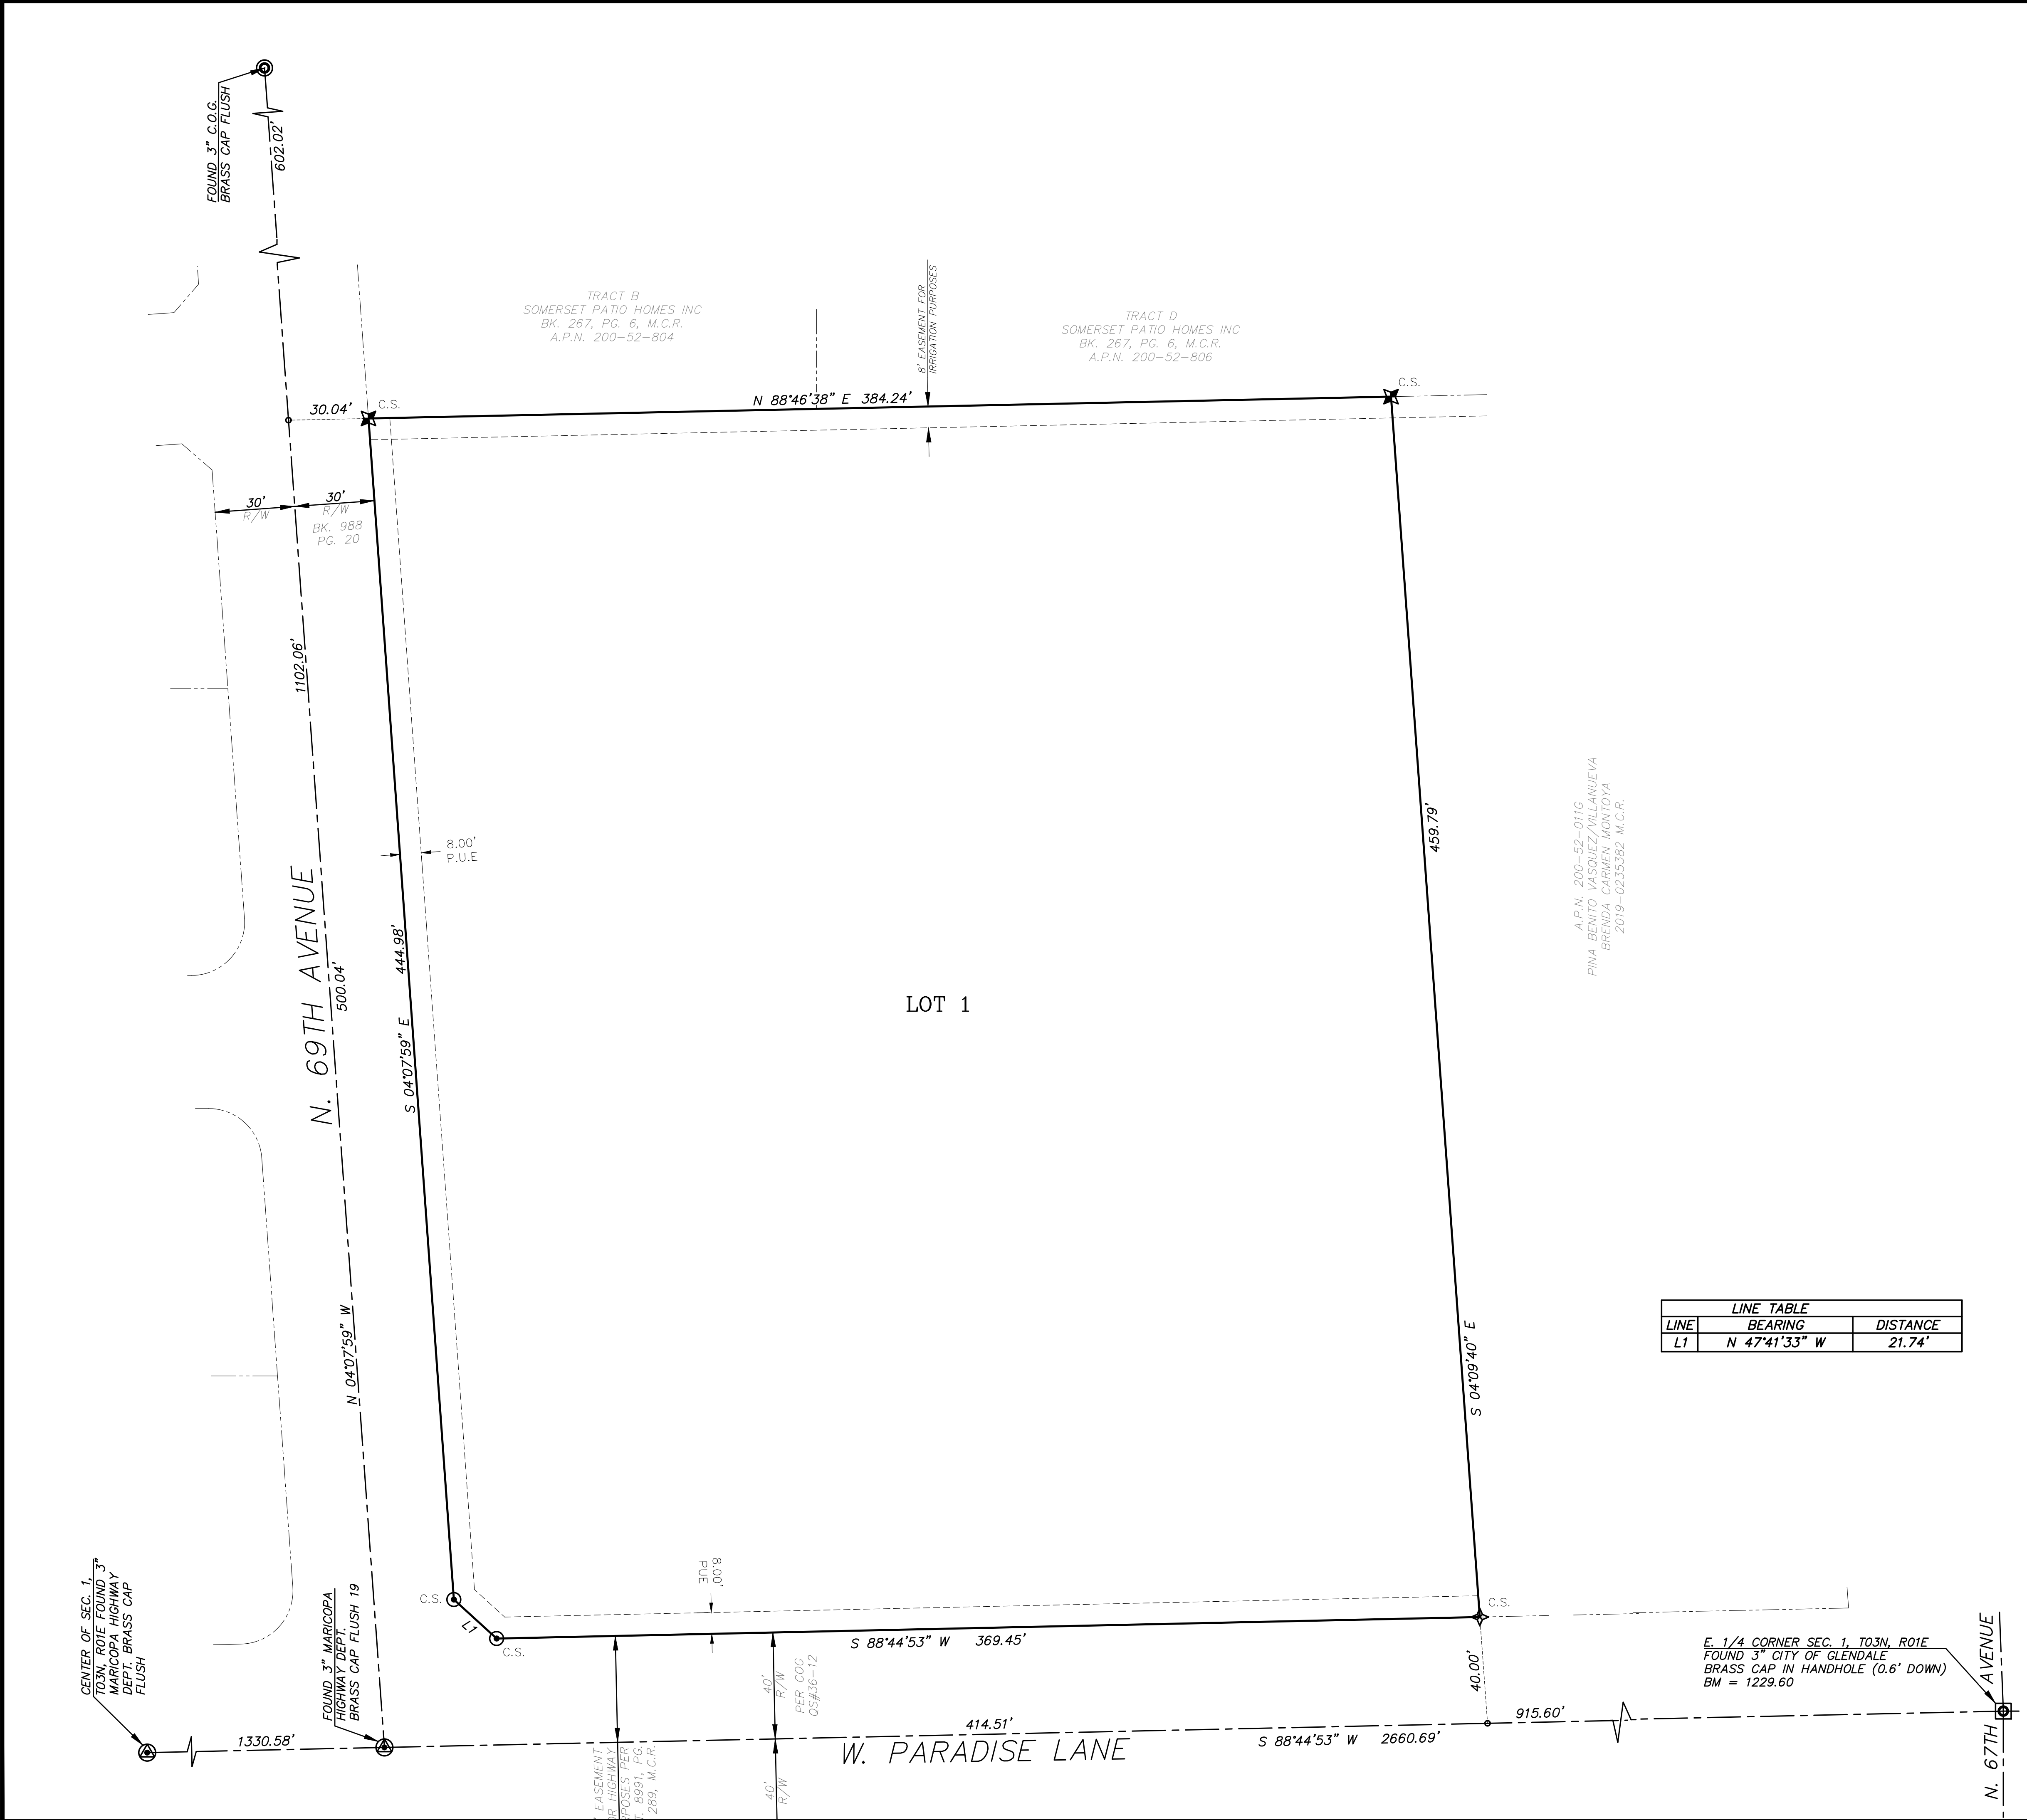 FOUND 3" C.O.G.
BRASS CAP FLUSH
602.02'
TRACT B
SOMERSET PATIO HOMES INC
BK. 267, PG. 6, M.C.R.
A.P.N. 200-52-804
8' EASEMENT FOR
IRRIGATION PURPOSES
TRACT D
SOMERSET PATIO HOMES INC
BK. 267, PG. 6, M.C.R.
A.P.N. 200-52-806
30.04'
C.S.
N 88°46'38" E 384.24'
C.S.
30'
R/W
30'
R/W
BK. 988
PG. 20
1102.06'
8.00'
P.U.E
459.79'
A.P.N. 200-52-011G
PINA BENITO VASQUEZ/VILLANUEVA
BRENDA CARMEN MONTOYA
2019-0235382 M.C.R.
N. 69TH AVENUE
500.04'
444.98'
S 04°07'59" E
LOT 1
N 04°07'59" W
S 04°09'40" E
LINE TABLE
LINE BEARING DISTANCE
L1 N 47°41'33" W 21.74'
C.S.
L1
C.S.
8.00'
PUE
S 88°44'53" W 369.45'
C.S.
CENTER OF SEC. 1,
T03N, R01E FOUND 3"
MARICOPA HIGHWAY
DEPT. BRASS CAP
FLUSH
FOUND 3" MARICOPA
HIGHWAY DEPT.
BRASS CAP FLUSH 19
40'
R/W
PER COG
QS#36-12
40.00'
E. 1/4 CORNER SEC. 1, T03N, R01E
FOUND 3" CITY OF GLENDALE
BRASS CAP IN HANDHOLE (0.6' DOWN)
BM = 1229.60
1330.58'
414.51'
915.60'
W. PARADISE LANE
S 88°44'53" W 2660.69'
N. 67TH AVENUE
EASEMENT
HIGHWAY
PER
8991, PG.
289, M.C.R.
40'
R/W